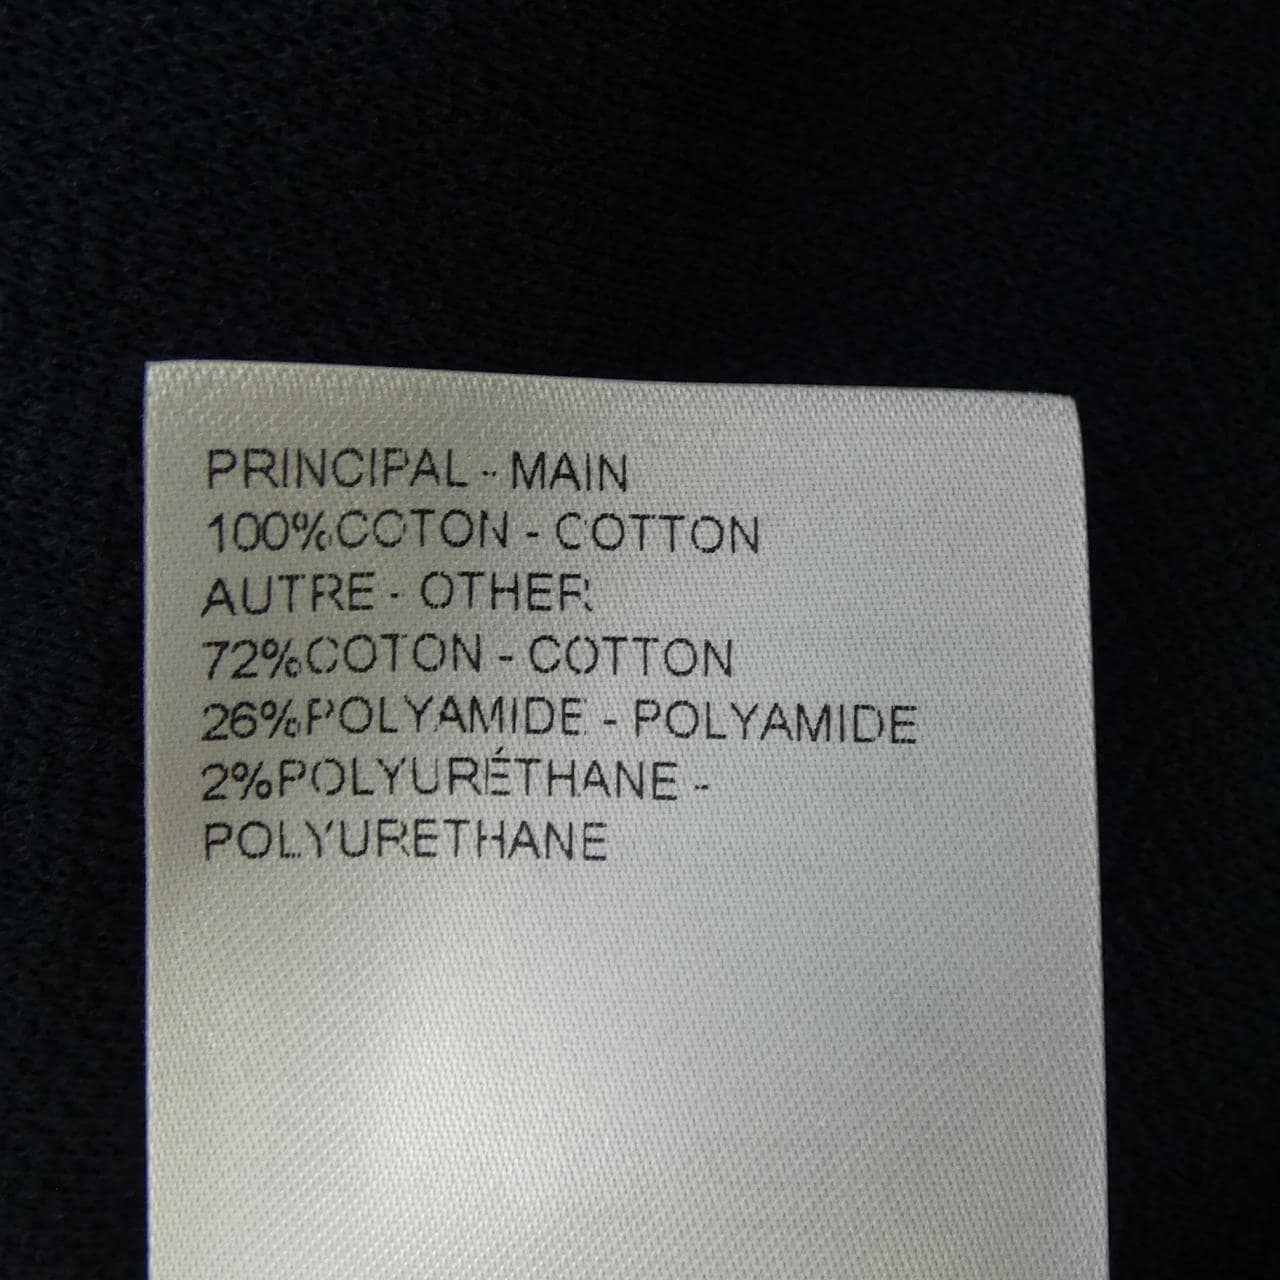 PRINCIPAL - MAIN
100%COTON - COTTON
AUTRE - OTHER
72%COTON - COTTON
26%POLYAMIDE - POLYAMIDE
2%POLYURÉTHANE -
POLYURETHANE